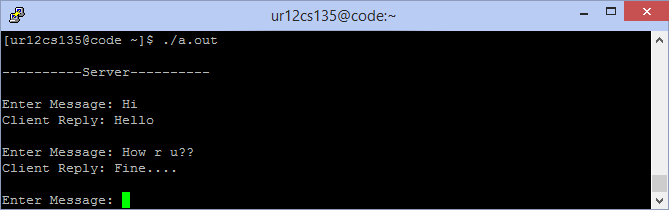 ur12cs135@code:~
[ur12cs135@code ~]$ ./a.out
----------Server----------
Enter Message: Hi
Client Reply: Hello
Enter Message: How r u??
Client Reply: Fine....
Enter Message: